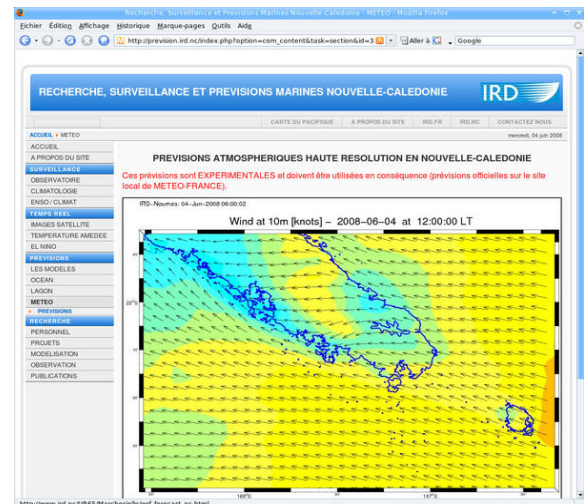 Recherche, Surveillance et Previsions Marines Nouvelle-Caledonie - METEO - Mozilla Firefox
Fichier Édition Affichage Historique Marque-pages Outils Aide
http://prevision.ird.nc/index.php?option=com_content&task=section&id=3
Aller à
Google
RECHERCHE, SURVEILLANCE ET PREVISIONS MARINES NOUVELLE-CALEDONIE
IRD
CARTE DU PACIFIQUE
A PROPOS DU SITE
IRD.FR
IRD.NC
CONTACTEZ NOUS
ACCUEIL METEO
mercredi, 04 juin 2008
ACCUEIL
A PROPOS DU SITE
SURVEILLANCE
OBSERVATOIRE
CLIMATOLOGIE
ENSO / CLIMAT
TEMPS REEL
IMAGES SATELLITE
TEMPERATURE AMEDEE
EL NINO
PREVISIONS
LES MODELES
OCEAN
LAGON
METEO
PREVISIONS
RECHERCHE
PERSONNEL
PROJETS
MODELISATION
OBSERVATION
PUBLICATIONS
PREVISIONS ATMOSPHERIQUES HAUTE RESOLUTION EN NOUVELLE-CALEDONIE
Ces prévisions sont EXPERIMENTALES et doivent être utilisées en conséquence (prévisions officielles sur le site
local de METEO-FRANCE).
IRD-Noumea: 04-Jun-2008 06:00:02
Wind at 10m [knots] - 2008-06-04 at 12:00:00 LT
22°S
166°E
167°E